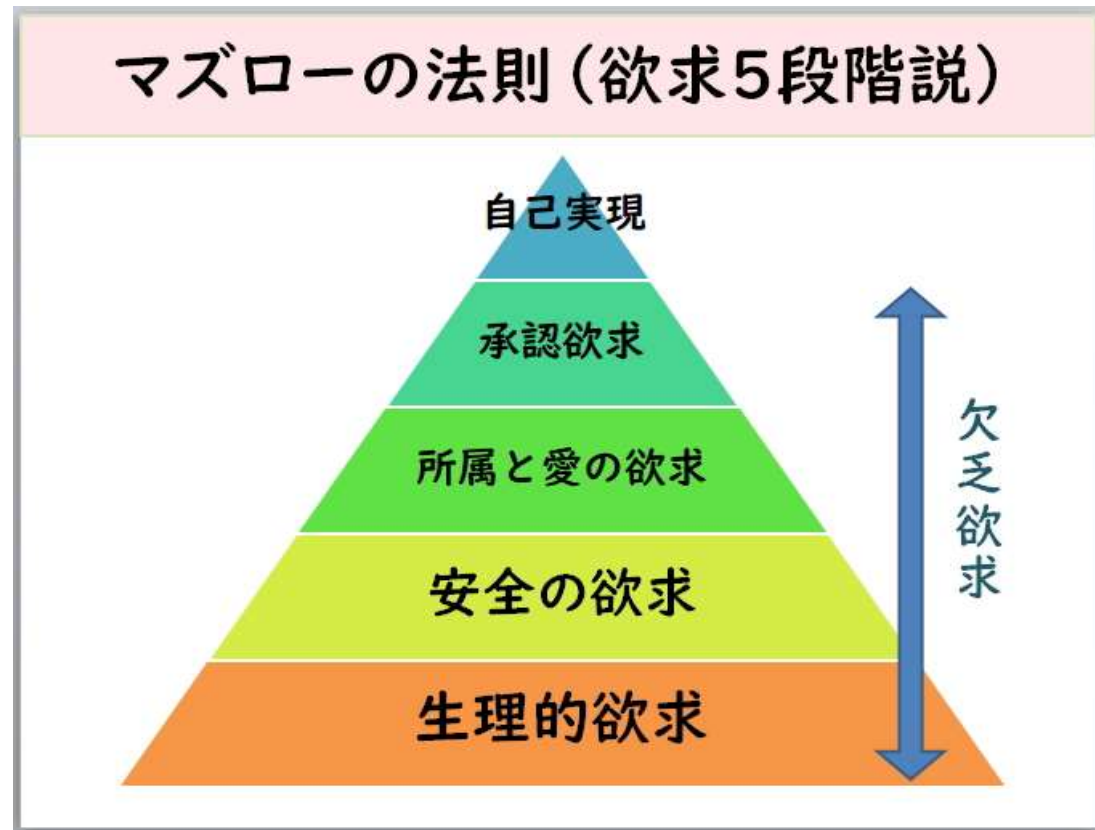 マズローの法則(欲求5段階説)
自己実現
承認欲求
所属と愛の欲求
安全の欲求
生理的欲求
欠乏欲求